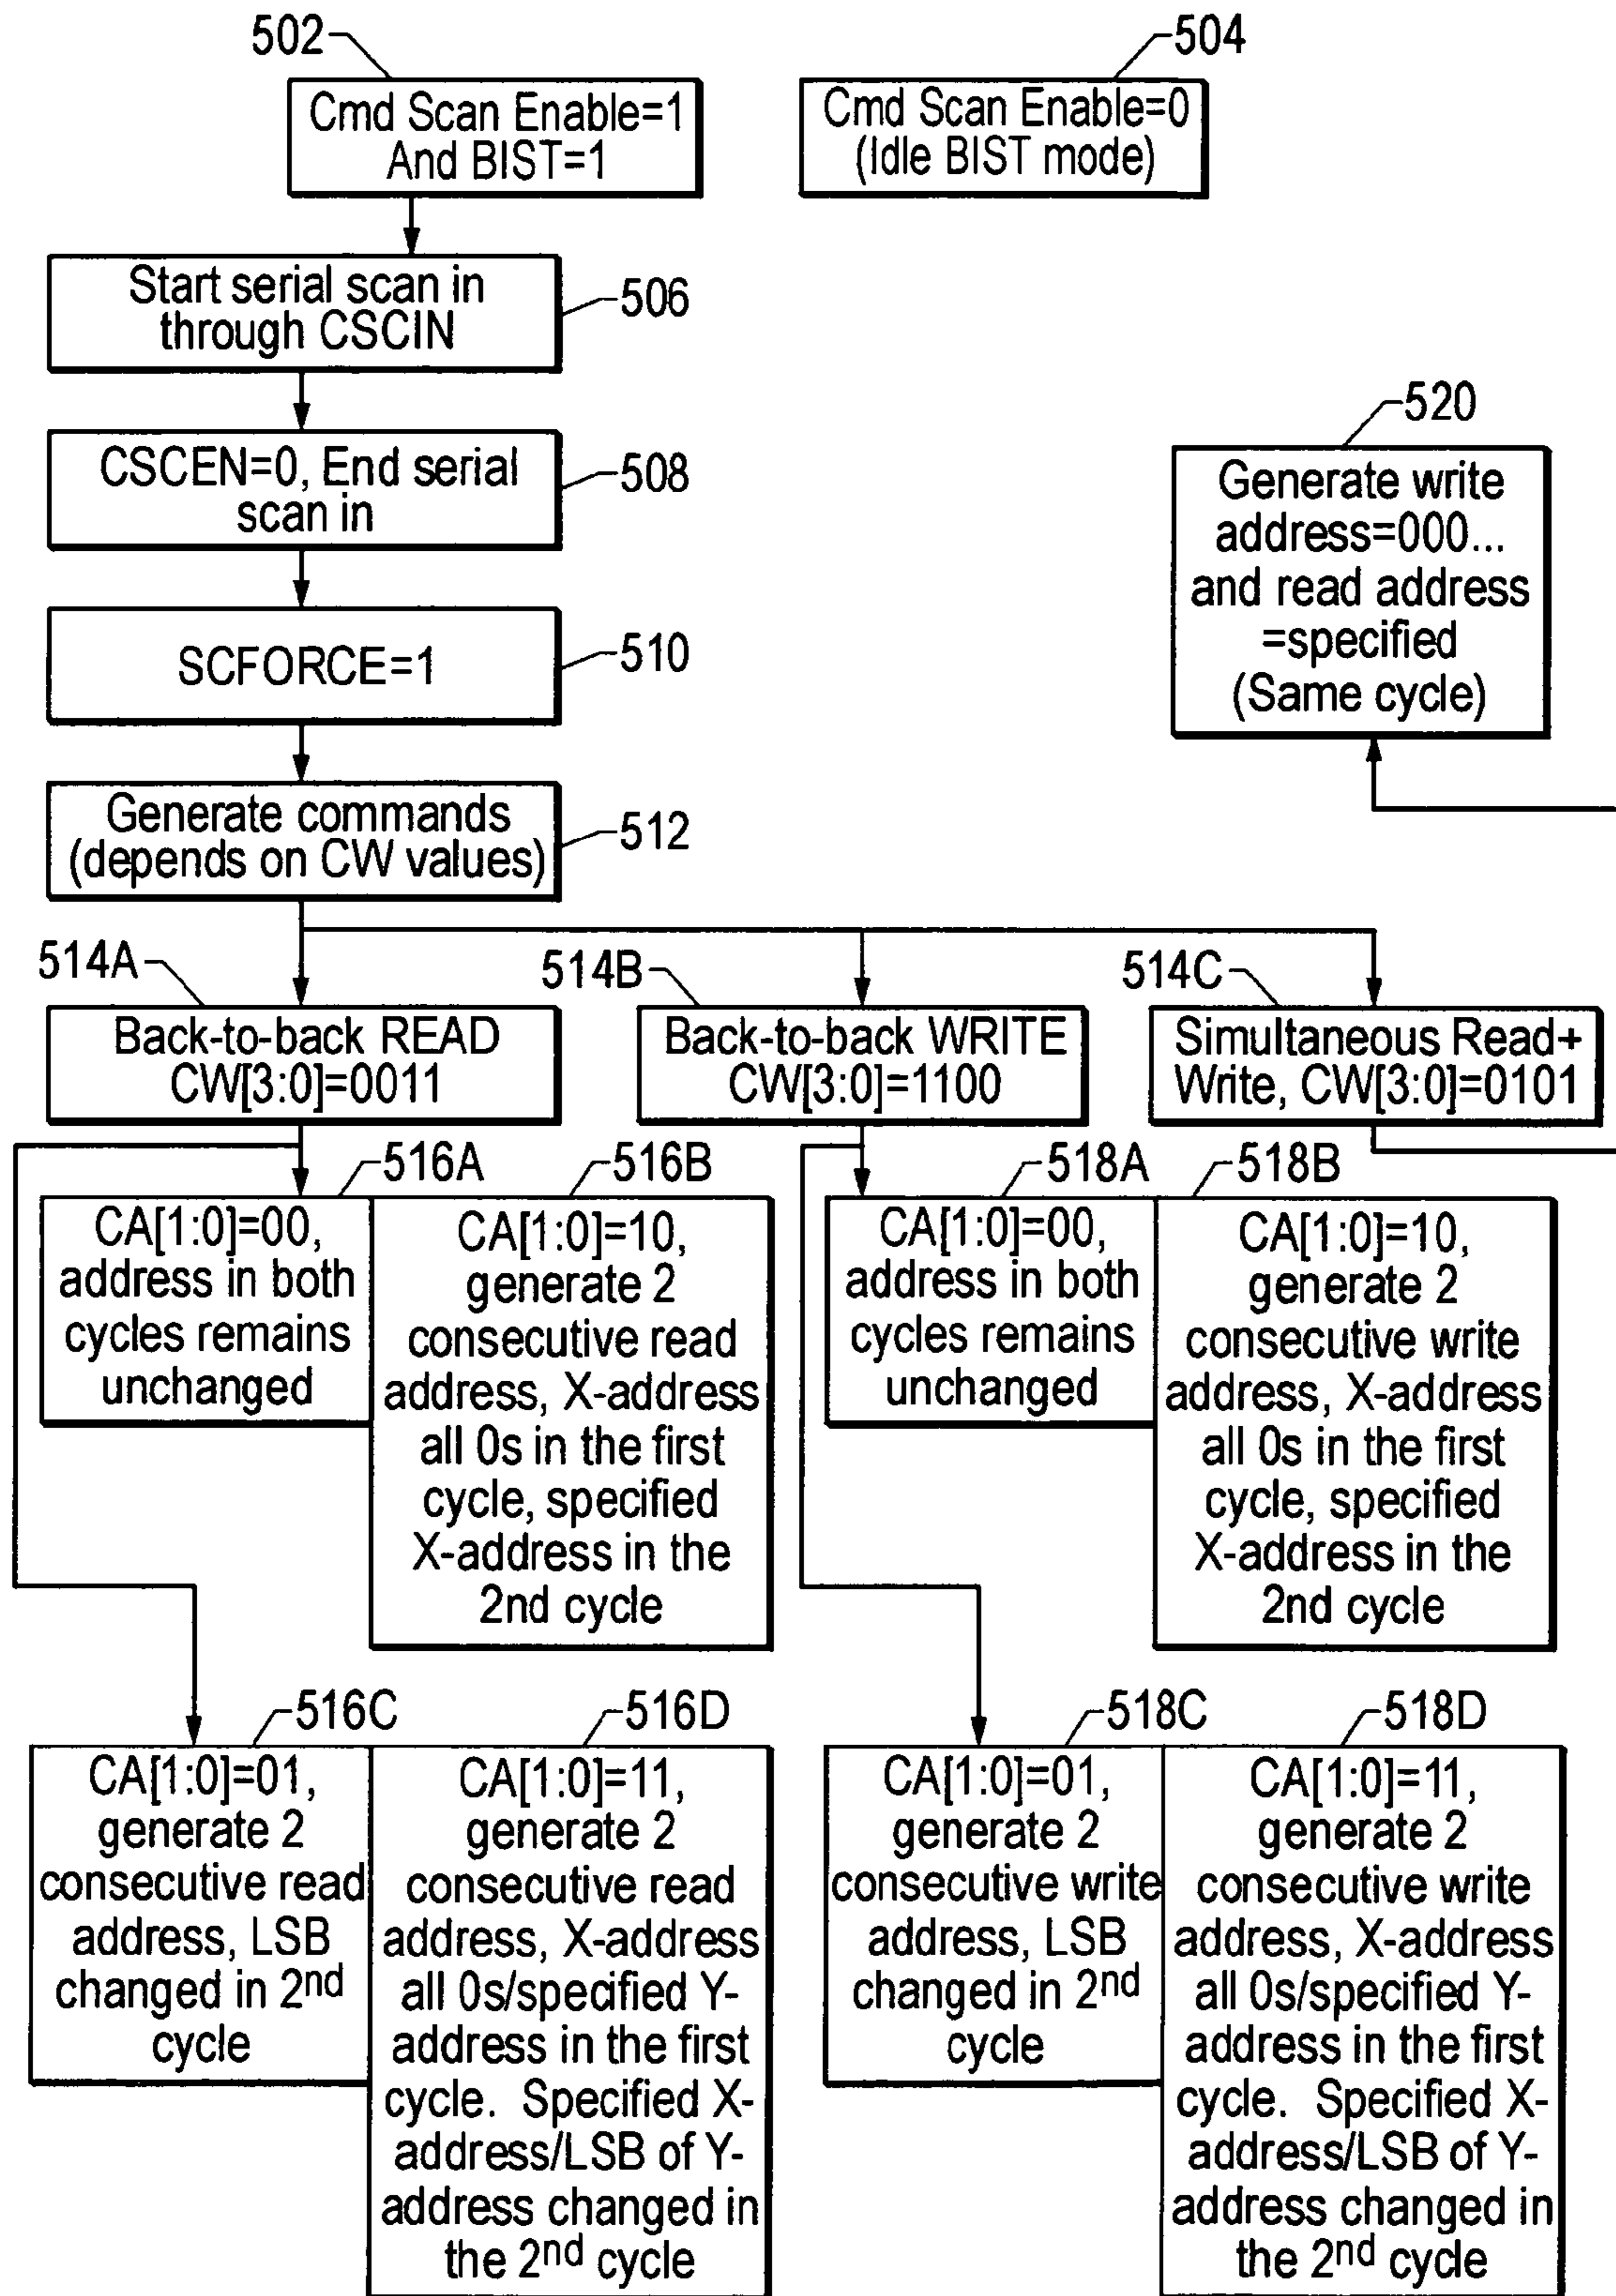 502
504
Cmd Scan Enable=1
And BIST=1
Cmd Scan Enable=0
(Idle BIST mode)
Start serial scan in
through CSCIN
506
520
CSCEN=0, End serial
scan in
508
Generate write
address=000...
and read address
=specified
(Same cycle)
SCFORCE=1
510
Generate commands
(depends on CW values)
512
514A
514B
514C
Back-to-back READ
CW[3:0]=0011
Back-to-back WRITE
CW[3:0]=1100
Simultaneous Read+
Write, CW[3:0]=0101
516A
516B
518A
518B
CA[1:0]=00,
address in both
cycles remains
unchanged
CA[1:0]=10,
generate 2
consecutive read
address, X-address
all 0s in the first
cycle, specified
X-address in the
2nd cycle
CA[1:0]=00,
address in both
cycles remains
unchanged
CA[1:0]=10,
generate 2
consecutive write
address, X-address
all 0s in the first
cycle, specified
X-address in the
2nd cycle
516C
516D
518C
518D
CA[1:0]=01,
generate 2
consecutive read
address, LSB
changed in 2nd
cycle
CA[1:0]=11,
generate 2
consecutive read
address, X-address
all 0s/specified Y-
address in the first
cycle. Specified X-
address/LSB of Y-
address changed in
the 2nd cycle
CA[1:0]=01,
generate 2
consecutive write
address, LSB
changed in 2nd
cycle
CA[1:0]=11,
generate 2
consecutive write
address, X-address
all 0s/specified Y-
address in the first
cycle. Specified X-
address/LSB of Y-
address changed in
the 2nd cycle